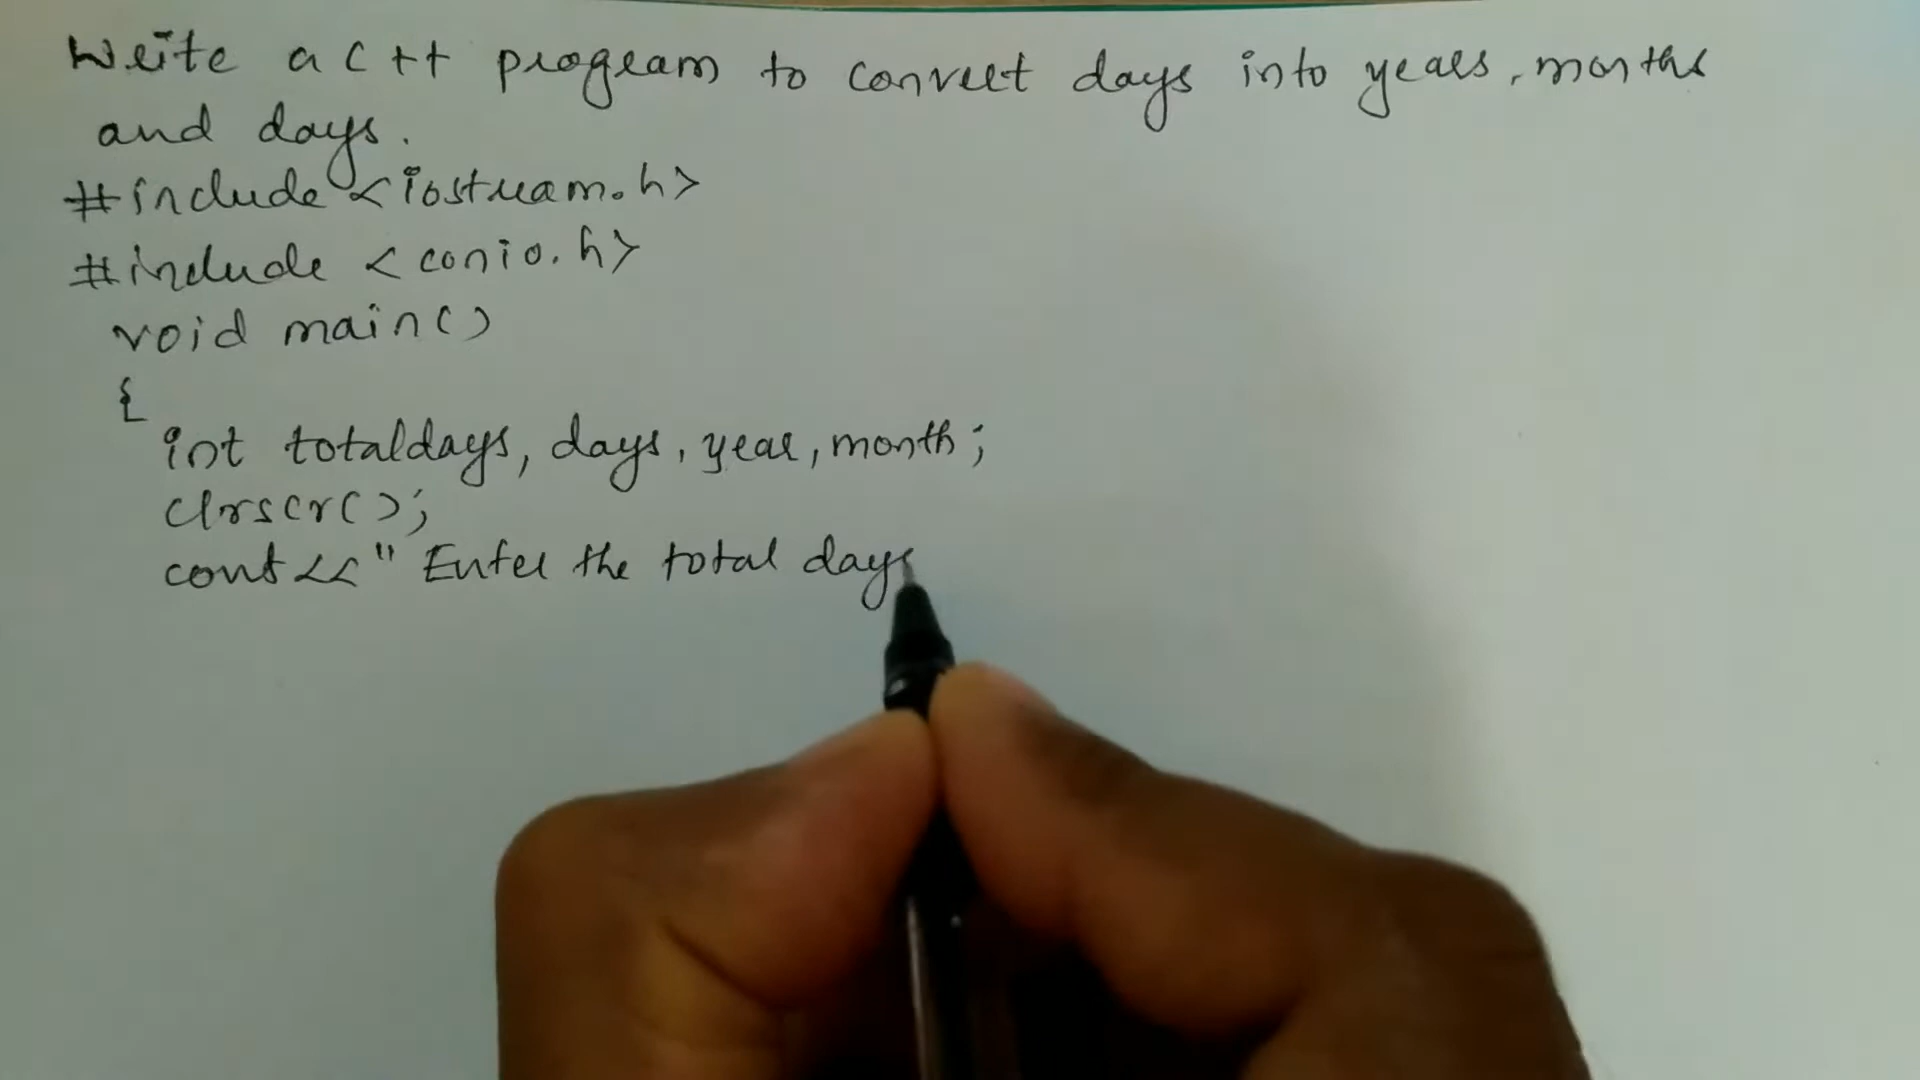 Write a C++ program to convert days into years, months
and days.
#include <iostream.h>
#include <conio.h>
void main()
{
int totaldays, days, year, month;
clrscr();
cout<<" Enter the total days